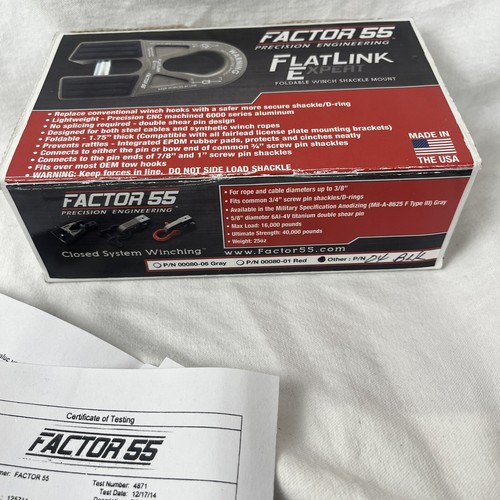 FACTOR 55
PRECISION ENGINEERING
FLATLINK
EXPERT
FOLDABLE WINCH SHACKLE MOUNT
• Replace conventional winch hooks with a safer more secure shackle/D-ring
• Lightweight - Precision CNC machined 6000 series aluminum
• No splicing required - double shear pin design
• Designed for both steel cables and synthetic winch ropes
• Foldable - 1.75" thick (Compatible with all fairlead license plate mounting brackets)
• Prevents rattles - Integrated EPDM rubber pads, protects and cinches neatly
• Connects to either the pin or bow end of common ¾" screw pin shackles
• Connects to the pin ends of 7/8" and 1" screw pin shackles
• Fits over most OEM tow hooks
• WARNING: Keep forces in line, DO NOT SIDE LOAD SHACKLE
MADE IN
THE USA
FACTOR 55
PRECISION ENGINEERING
Closed System Winching™
• For rope and cable diameters up to 3/8"
• Fits common 3/4" screw pin shackles/D-rings
• Available in the Military Specification Anodizing (Mil-A-8625 F Type III) Gray
• 5/8" diameter 6Al-4V titanium double shear pin
• Max Load: 16,000 pounds
• Ultimate Strength: 40,000 pounds
• Weight: 25oz
www.Factor55.com
P/N 00080-06 Gray
P/N 00080-01 Red
Other: P/N 04 BLK
Certificate of Testing
FACTOR 55
mer: FACTOR 55
Test Number: 4871
Test Date: 12/17/14